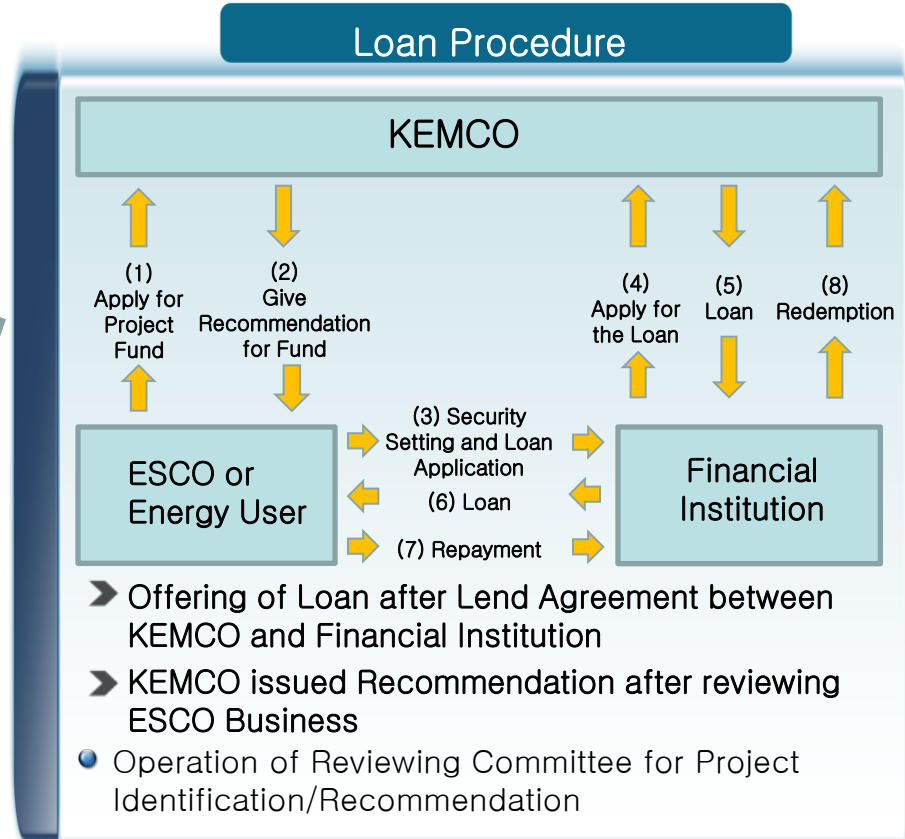 Loan Procedure
KEMCO
(1)
Apply for
Project
Fund
(2)
Give
Recommendation
for Fund
(4)
Apply for
the Loan
(5)
Loan
(8)
Redemption
ESCO or
Energy User
(3) Security
Setting and Loan
Application
(6) Loan
(7) Repayment
Financial
Institution
Offering of Loan after Lend Agreement between
KEMCO and Financial Institution
KEMCO issued Recommendation after reviewing
ESCO Business
Operation of Reviewing Committee for Project
Identification/Recommendation